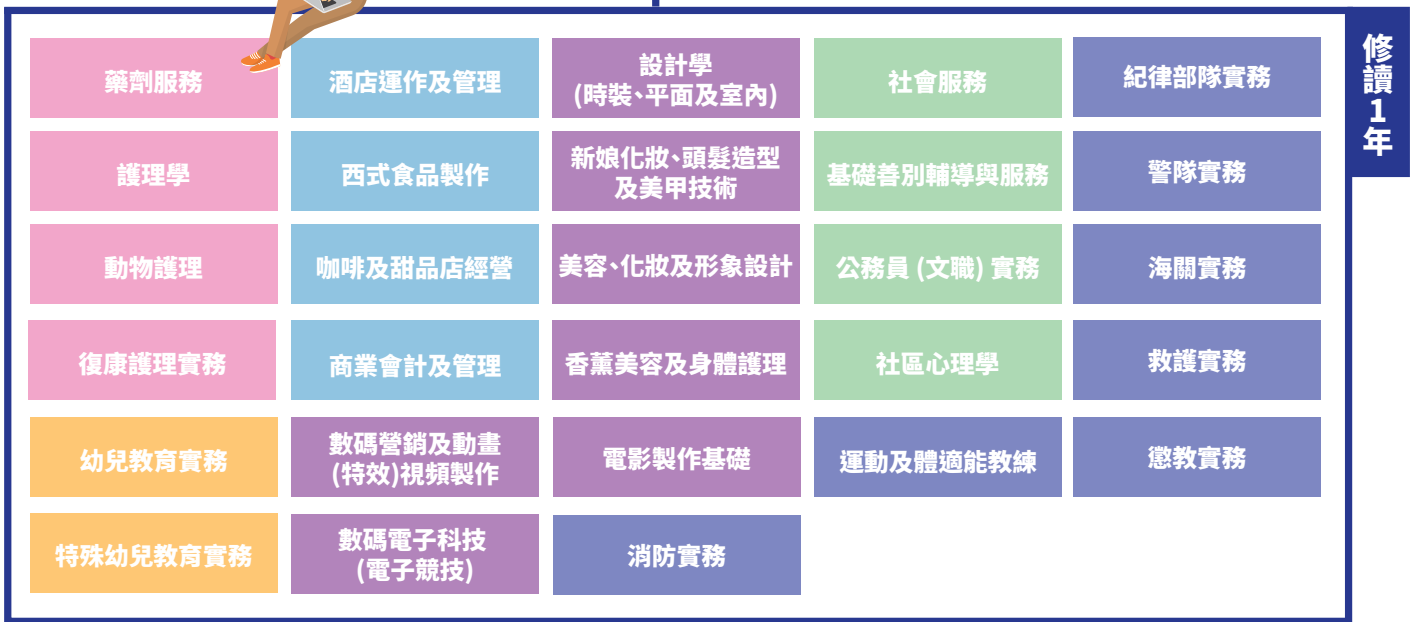 藥劑服務
酒店運作及管理
設計學
(時裝、平面及室內)
社會服務
紀律部隊實務
護理學
西式食品製作
新娘化妝、頭髮造型
及美甲技術
基礎善別輔導與服務
警隊實務
動物護理
咖啡及甜品店經營
美容、化妝及形象設計
公務員 (文職) 實務
海關實務
復康護理實務
商業會計及管理
香薰美容及身體護理
社區心理學
救護實務
幼兒教育實務
數碼營銷及動畫
(特效)視頻製作
電影製作基礎
運動及體適能教練
懲教實務
特殊幼兒教育實務
數碼電子科技
(電子競技)
消防實務
修讀1年